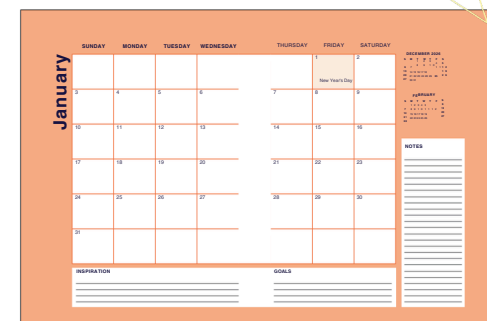 January
SUNDAY MONDAY TUESDAY WEDNESDAY THURSDAY FRIDAY SATURDAY
1 2
New Year's Day
3 4 5 6 7 8 9
10 11 12 13 14 15 16
17 18 19 20 21 22 23
24 25 26 27 28 29 30
31
INSPIRATION
GOALS
DECEMBER 2020
FEBRUARY
NOTES